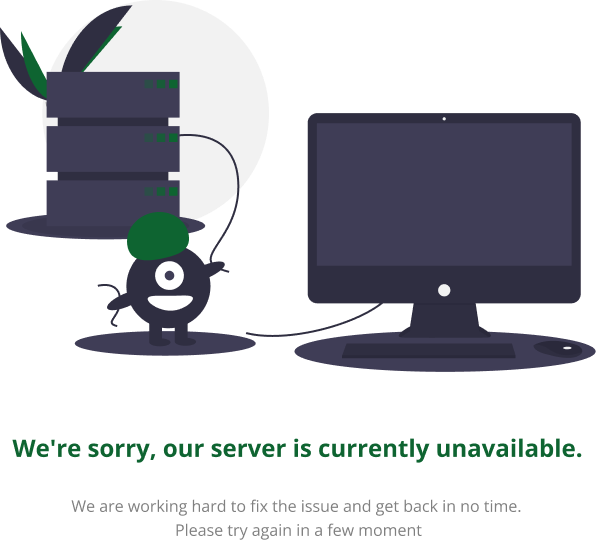 We're sorry, our server is currently unavailable.
We are working hard to fix the issue and get back in no time.
Please try again in a few moment